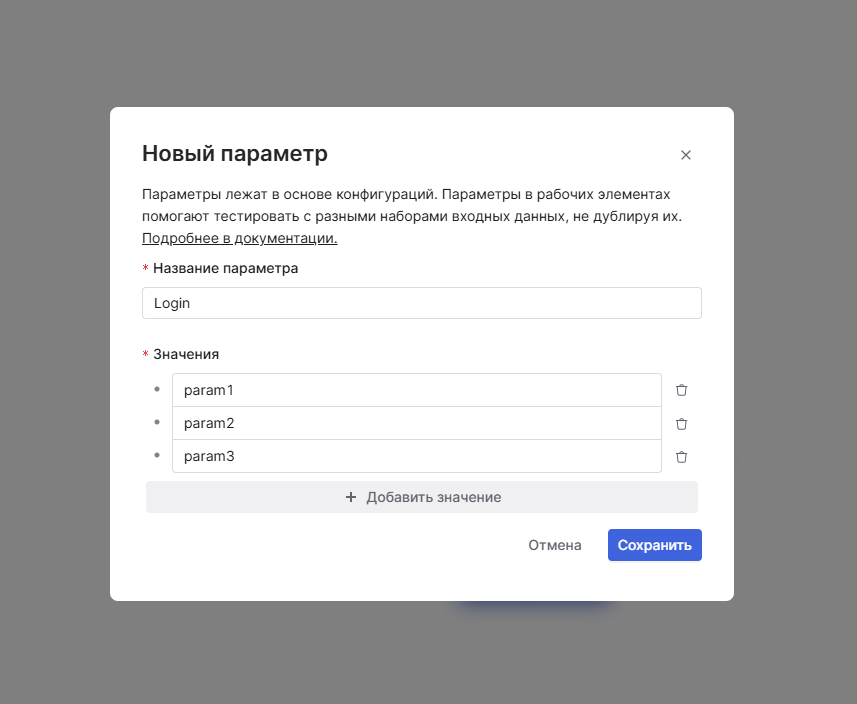 Новый параметр
Параметры лежат в основе конфигураций. Параметры в рабочих элементах
помогают тестировать с разными наборами входных данных, не дублируя их.
Подробнее в документации.
* Название параметра
Login
* Значения
param1
param2
param3
+ Добавить значение
Отмена Сохранить